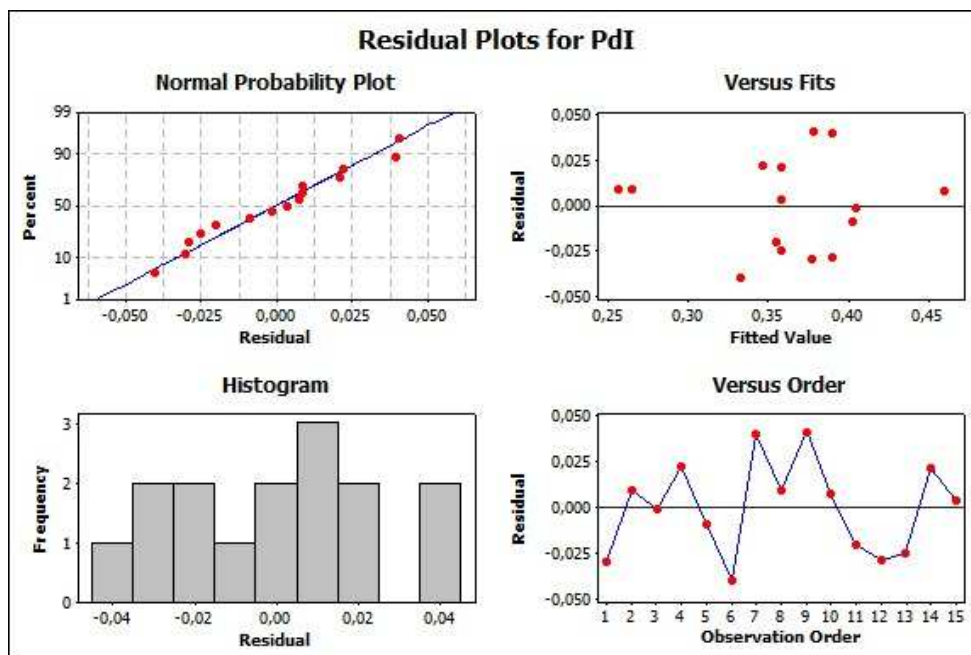 Residual Plots for PdI
Normal Probability Plot
Percent
99
90
50
10
1
-0,050 -0,025 0,000 0,025 0,050
Residual
Versus Fits
Residual
0,050
0,025
0,000
-0,025
-0,050
0,25 0,30 0,35 0,40 0,45
Fitted Value
Histogram
Frequency
3
2
1
0
-0,04 -0,02 0,00 0,02 0,04
Residual
Versus Order
Residual
0,050
0,025
0,000
-0,025
-0,050
1 2 3 4 5 6 7 8 9 10 11 12 13 14 15
Observation Order